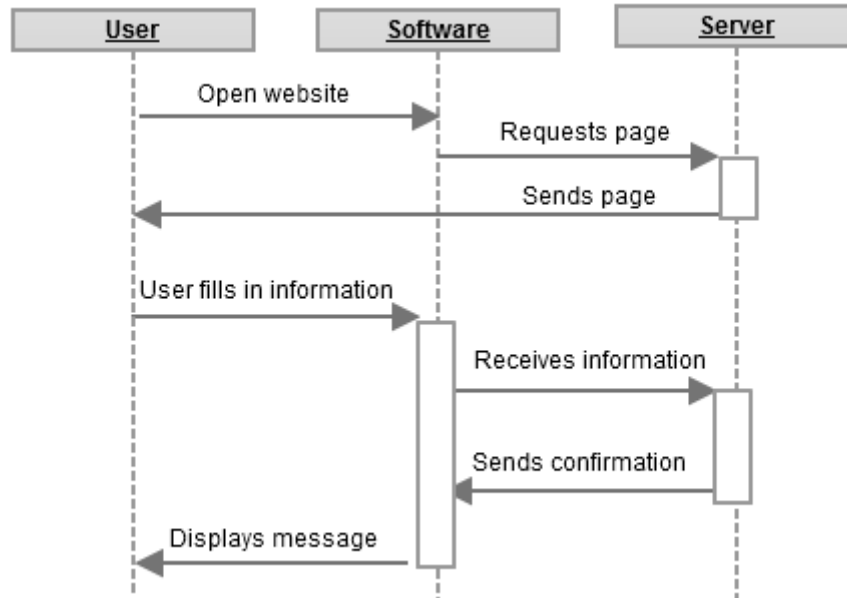 User
Software
Server
Open website
Requests page
Sends page
User fills in information
Receives information
Sends confirmation
Displays message